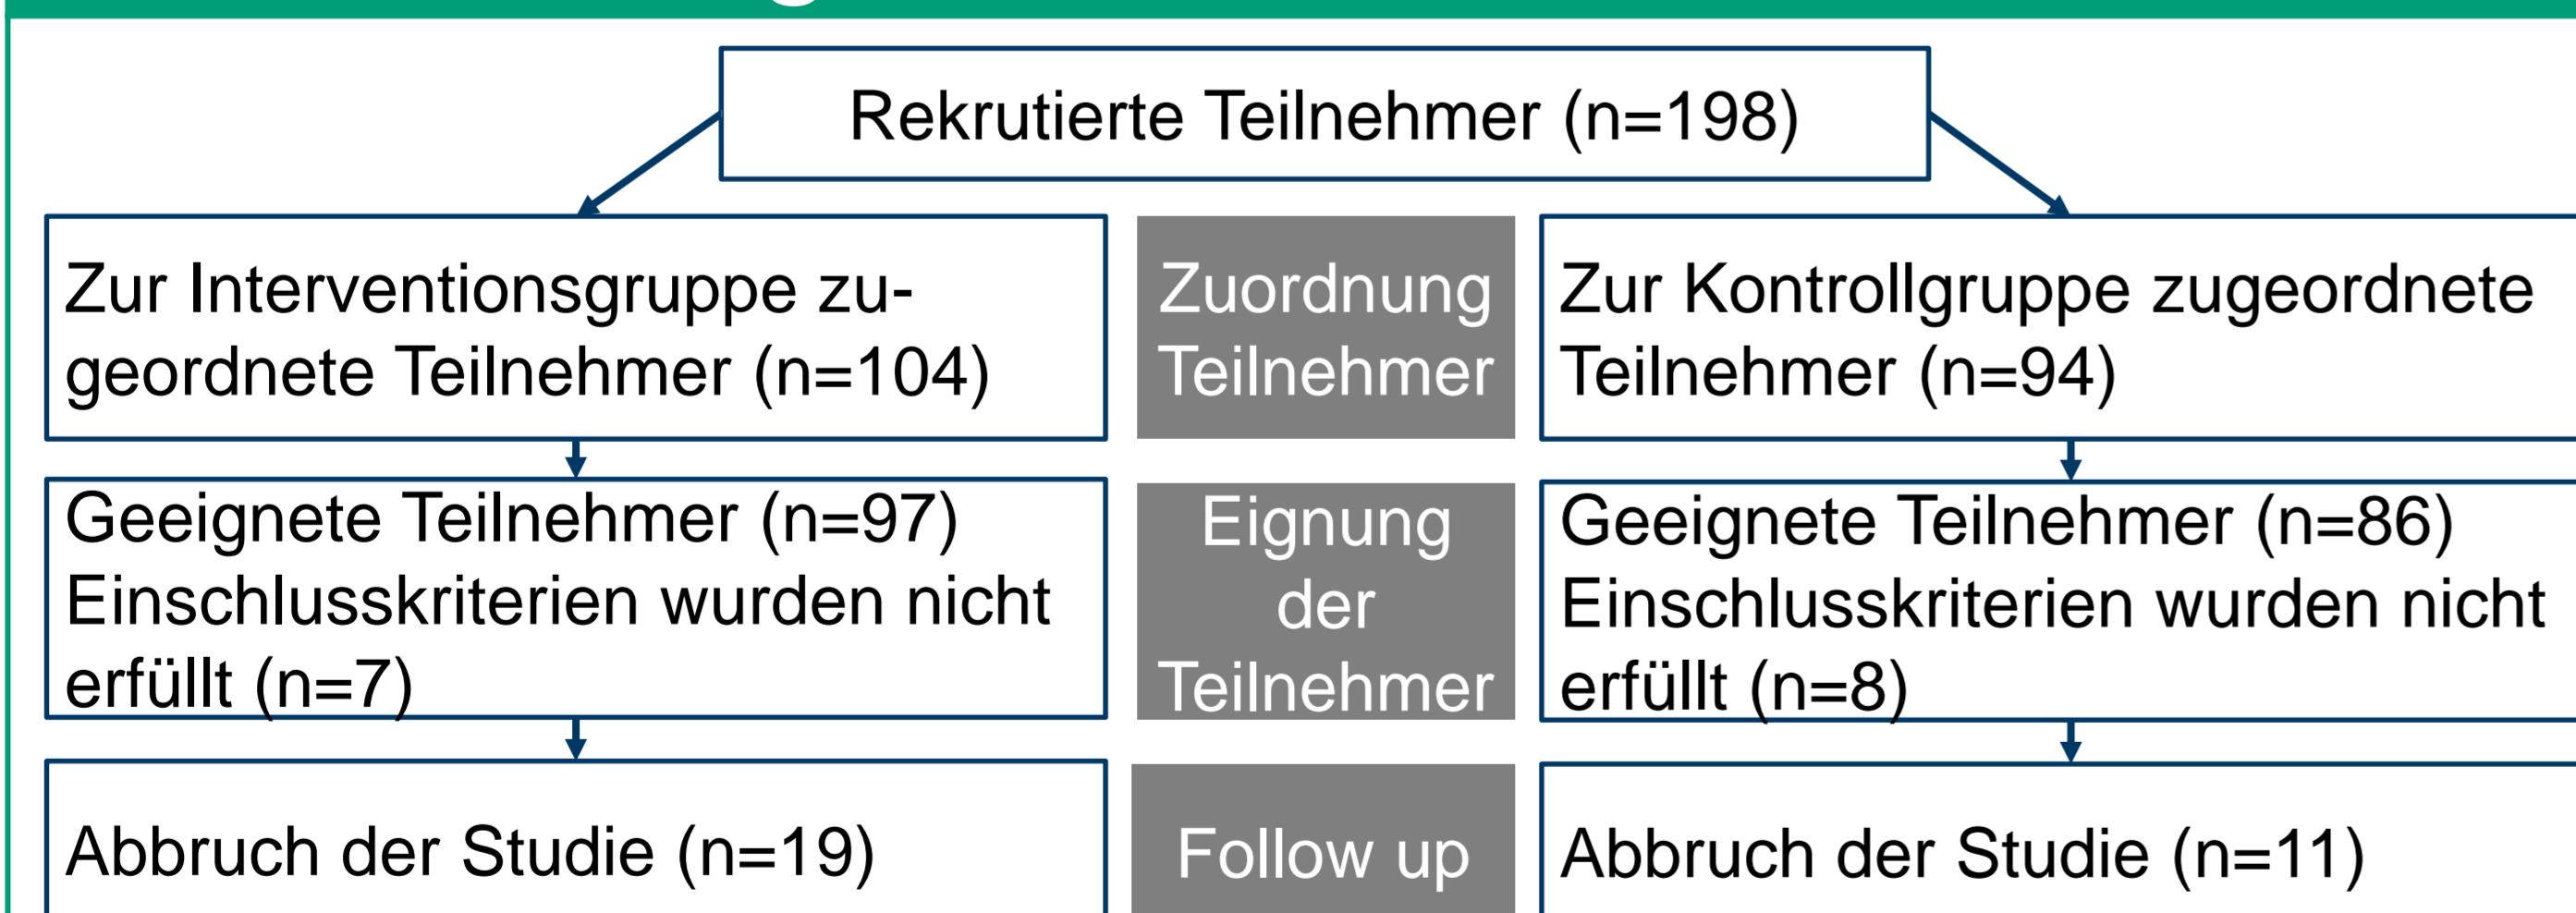 Rekrutierte Teilnehmer (n=198)
Zur Interventionsgruppe zu-
geordnete Teilnehmer (n=104)
Zuordnung
Teilnehmer
Zur Kontrollgruppe zugeordnete
Teilnehmer (n=94)
Geeignete Teilnehmer (n=97)
Einschlusskriterien wurden nicht
erfüllt (n=7)
Eignung
der
Teilnehmer
Geeignete Teilnehmer (n=86)
Einschlusskriterien wurden nicht
erfüllt (n=8)
Abbruch der Studie (n=19)
Follow up
Abbruch der Studie (n=11)